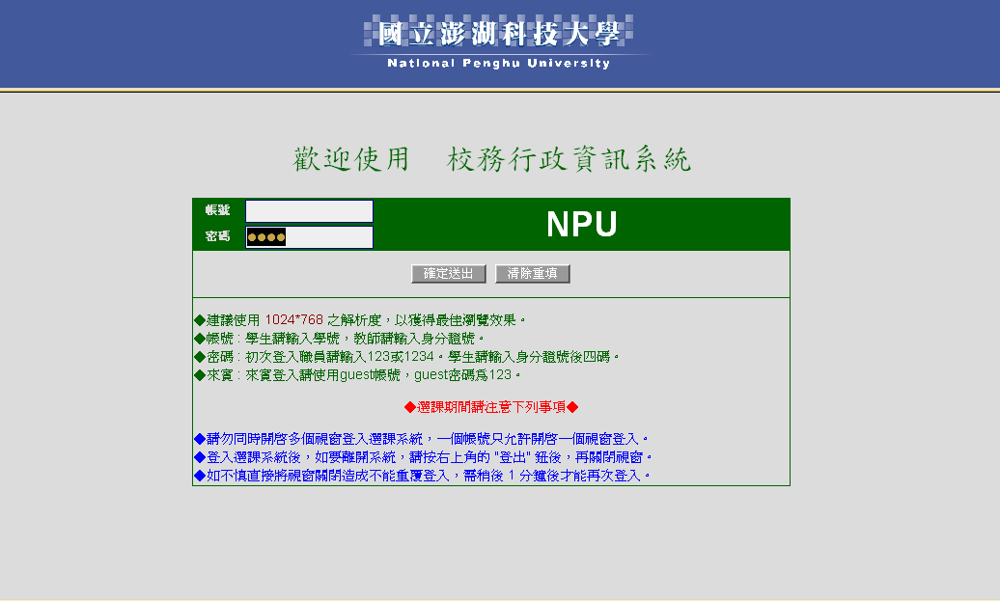 國立澎湖科技大學
National Penghu University
歡迎使用　校務行政資訊系統
帳號
NPU
密碼
確定送出 清除重填
◆建議使用 1024*768 之解析度，以獲得最佳瀏覽效果。
◆帳號 : 學生請輸入學號，教師請輸入身分證號。
◆密碼 : 初次登入職員請輸入123或1234。學生請輸入身分證號後四碼。
◆來賓 : 來賓登入請使用guest帳號，guest密碼為123。
◆選課期間請注意下列事項◆
◆請勿同時開啟多個視窗登入選課系統，一個帳號只允許開啟一個視窗登入。
◆登入選課系統後，如要離開系統，請按右上角的 "登出" 鈕後，再關閉視窗。
◆如不慎直接將視窗關閉造成不能重覆登入，需稍後 1 分鐘後才能再次登入。